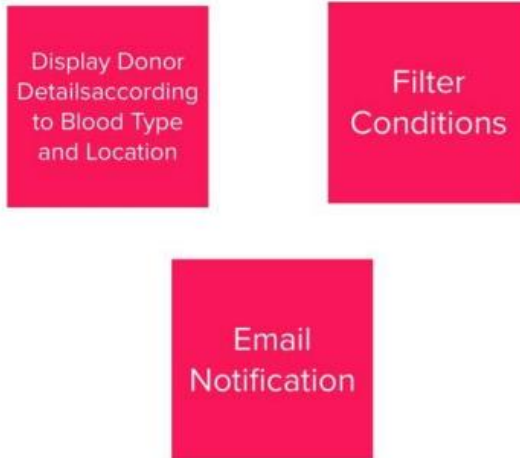 Display Donor
Detailsaccording
to Blood Type
and Location
Filter
Conditions
Email
Notification